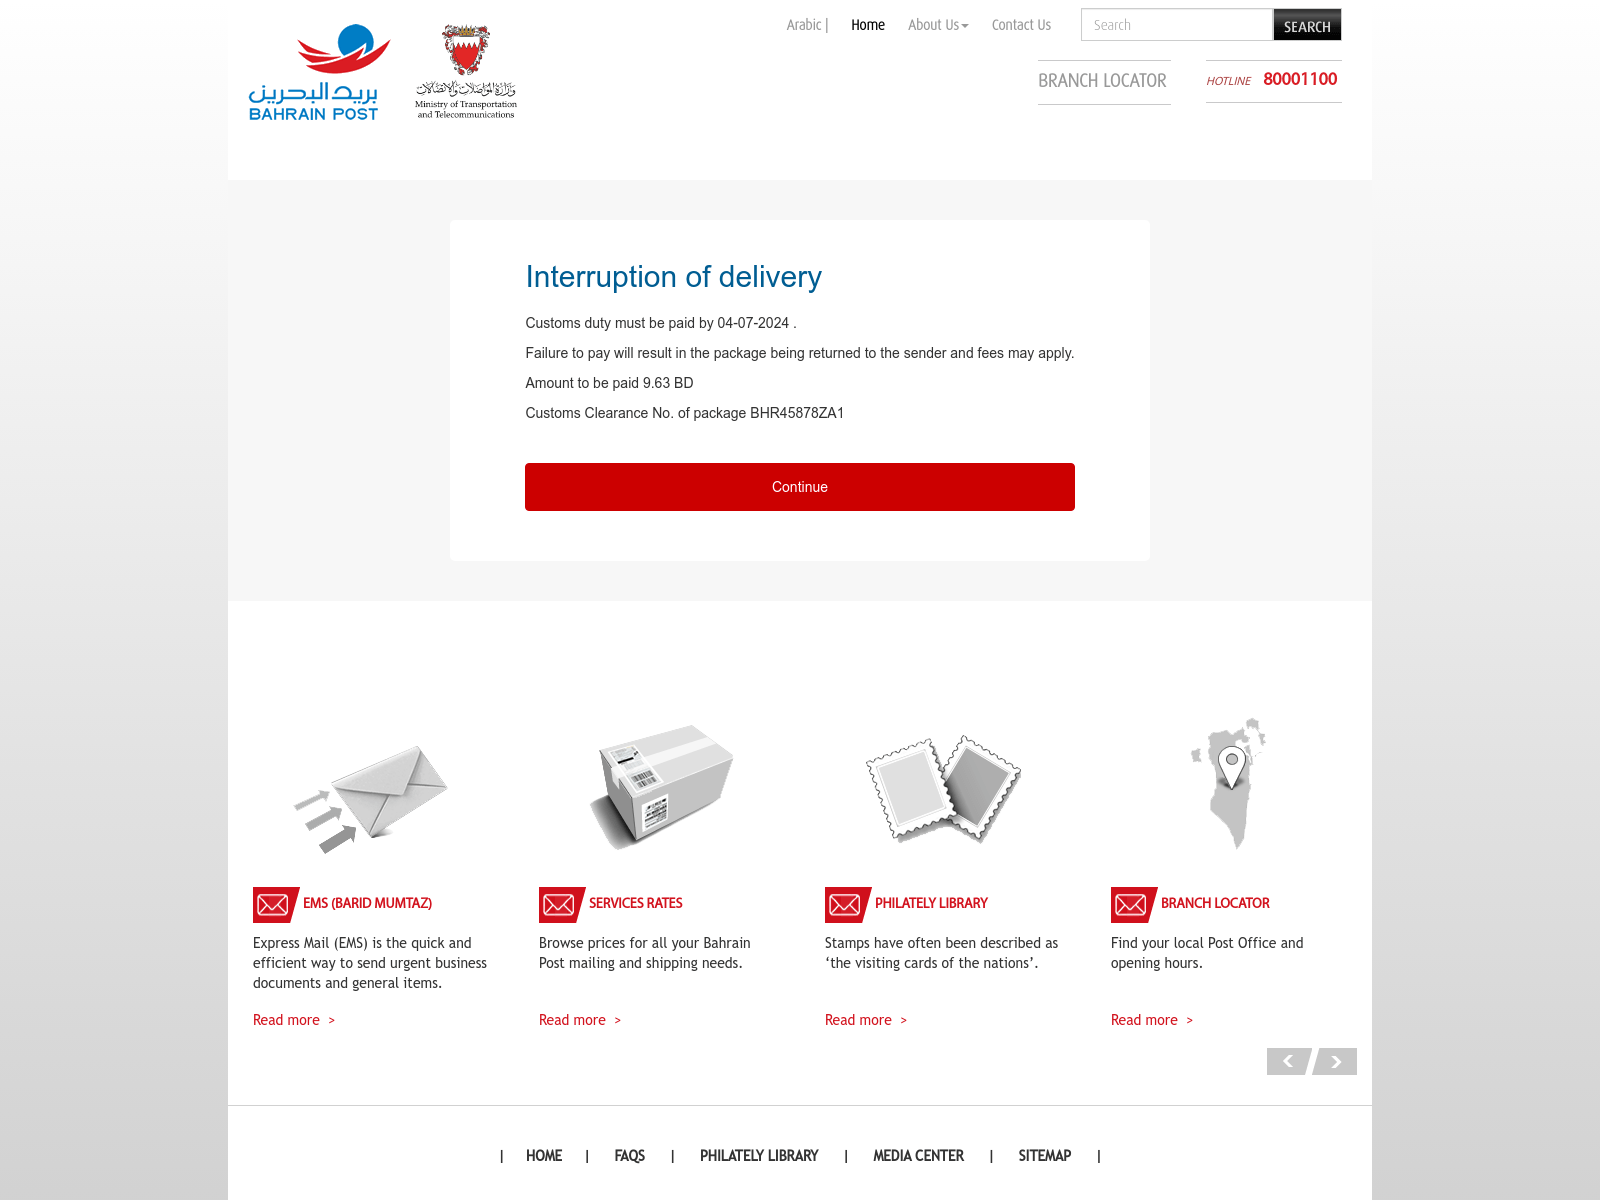 Arabic |
Home
About Us
Contact Us
Search
SEARCH
بريد البحرين
BAHRAIN POST
وزارة المواصلات والاتصالات
Ministry of Transportation
and Telecommunications
BRANCH LOCATOR
HOTLINE 80001100
Interruption of delivery
Customs duty must be paid by 04-07-2024 .
Failure to pay will result in the package being returned to the sender and fees may apply.
Amount to be paid 9.63 BD
Customs Clearance No. of package BHR45878ZA1
Continue
EMS (BARID MUMTAZ)
Express Mail (EMS) is the quick and
efficient way to send urgent business
documents and general items.
Read more >
SERVICES RATES
Browse prices for all your Bahrain
Post mailing and shipping needs.
Read more >
PHILATELY LIBRARY
Stamps have often been described as
‘the visiting cards of the nations’.
Read more >
BRANCH LOCATOR
Find your local Post Office and
opening hours.
Read more >
| HOME | FAQS | PHILATELY LIBRARY | MEDIA CENTER | SITEMAP |